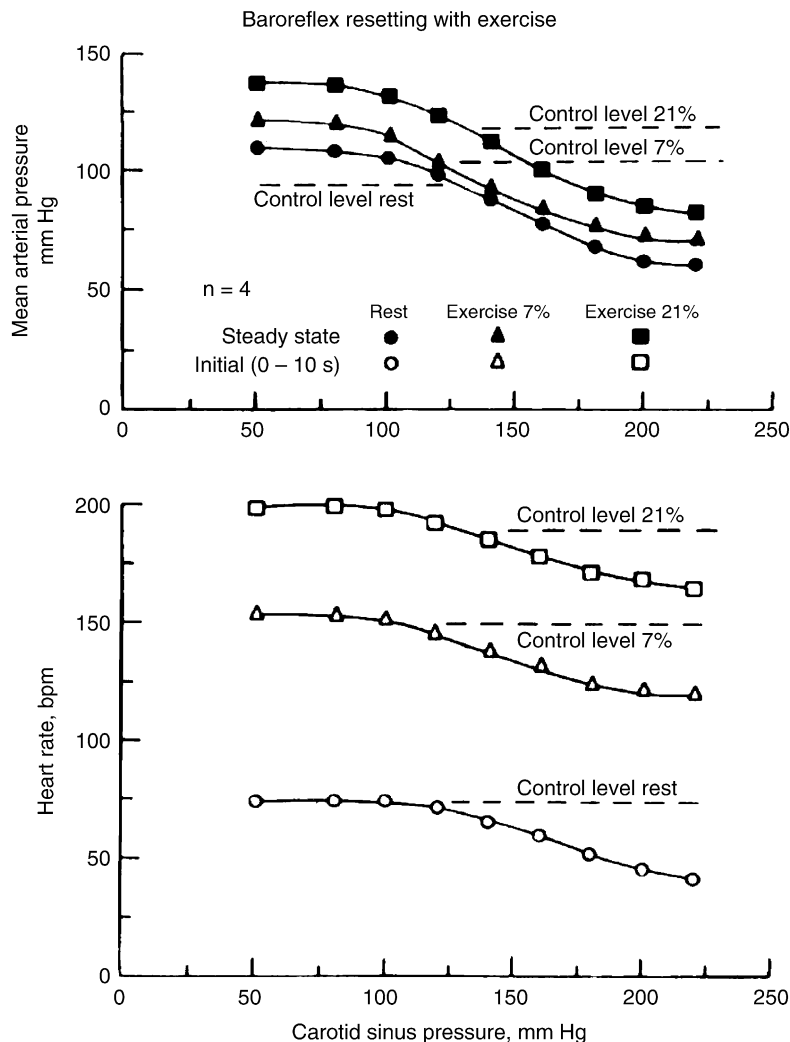 Baroreflex resetting with exercise
Mean arterial pressure
mm Hg
150
100
50
0
Control level 21%
Control level 7%
Control level rest
n = 4
Rest Exercise 7% Exercise 21%
Steady state
Initial (0 – 10 s)
0 50 100 150 200 250
Heart rate, bpm
200
150
100
50
0
Control level 21%
Control level 7%
Control level rest
0 50 100 150 200 250
Carotid sinus pressure, mm Hg